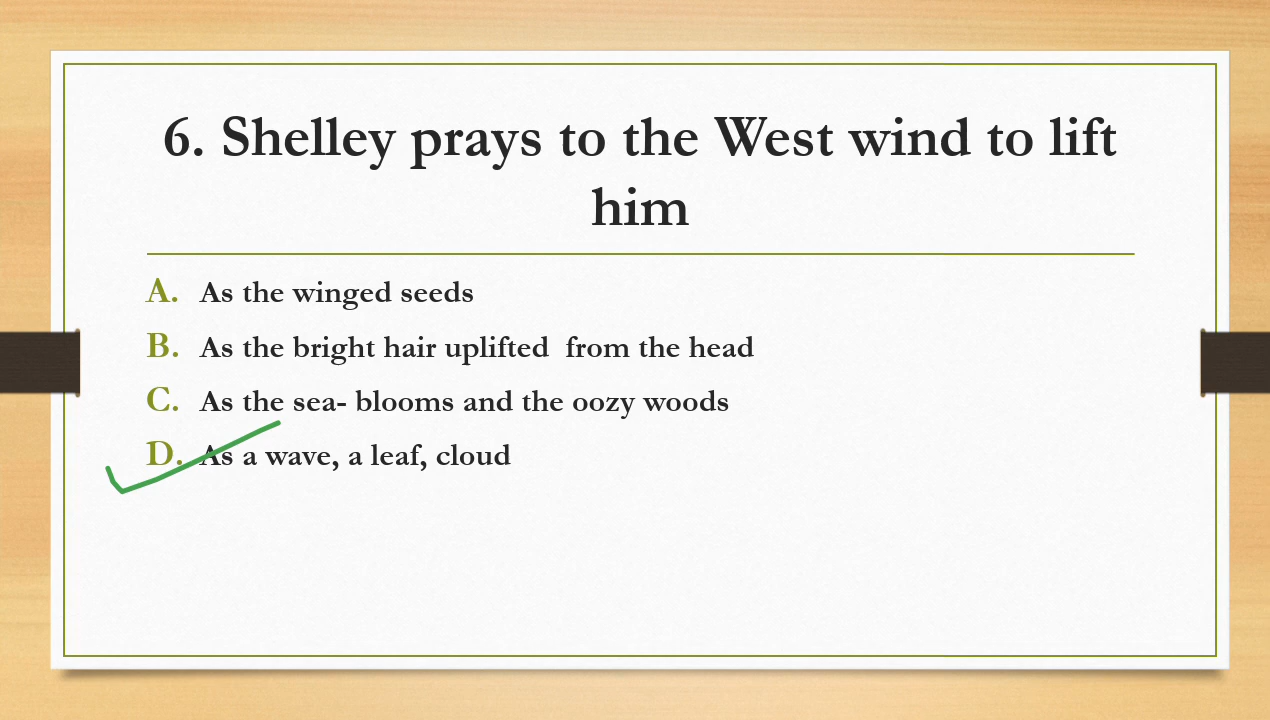 6. Shelley prays to the West wind to lift
him
A. As the winged seeds
B. As the bright hair uplifted from the head
C. As the sea- blooms and the oozy woods
D. As a wave, a leaf, cloud